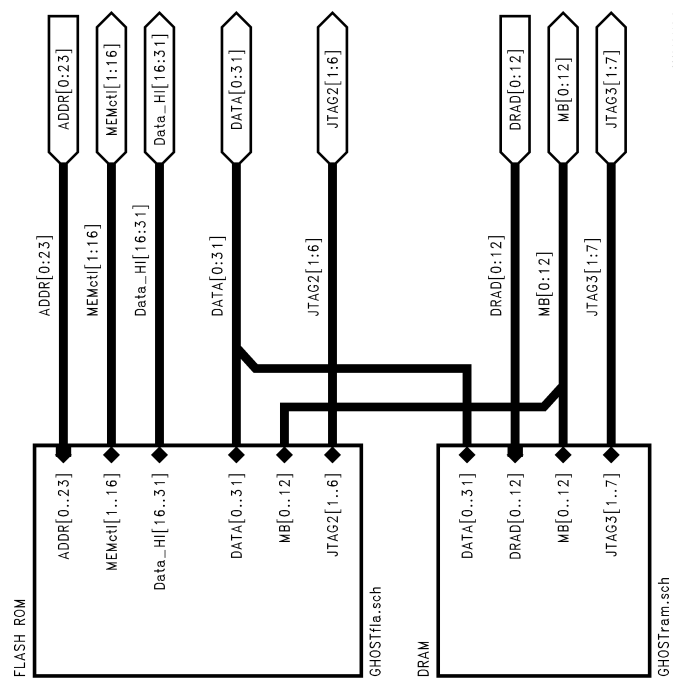 ADDR[0:23]
MEMctl[1:16]
Data_HI[16:31]
DATA[0:31]
JTAG2[1:6]
DRAD[0:12]
MB[0:12]
JTAG3[1:7]
ADDR[0:23]
MEMctl[1:16]
Data_HI[16:31]
DATA[0:31]
JTAG2[1:6]
DRAD[0:12]
MB[0:12]
JTAG3[1:7]
ADDR[0..23]
MEMctl[1..16]
Data_HI[16..31]
DATA[0..31]
MB[0..12]
JTAG2[1..6]
DATA[0..31]
DRAD[0..12]
MB[0..12]
JTAG3[1..7]
FLASH ROM
GHOSTfla.sch
DRAM
GHOSTram.sch